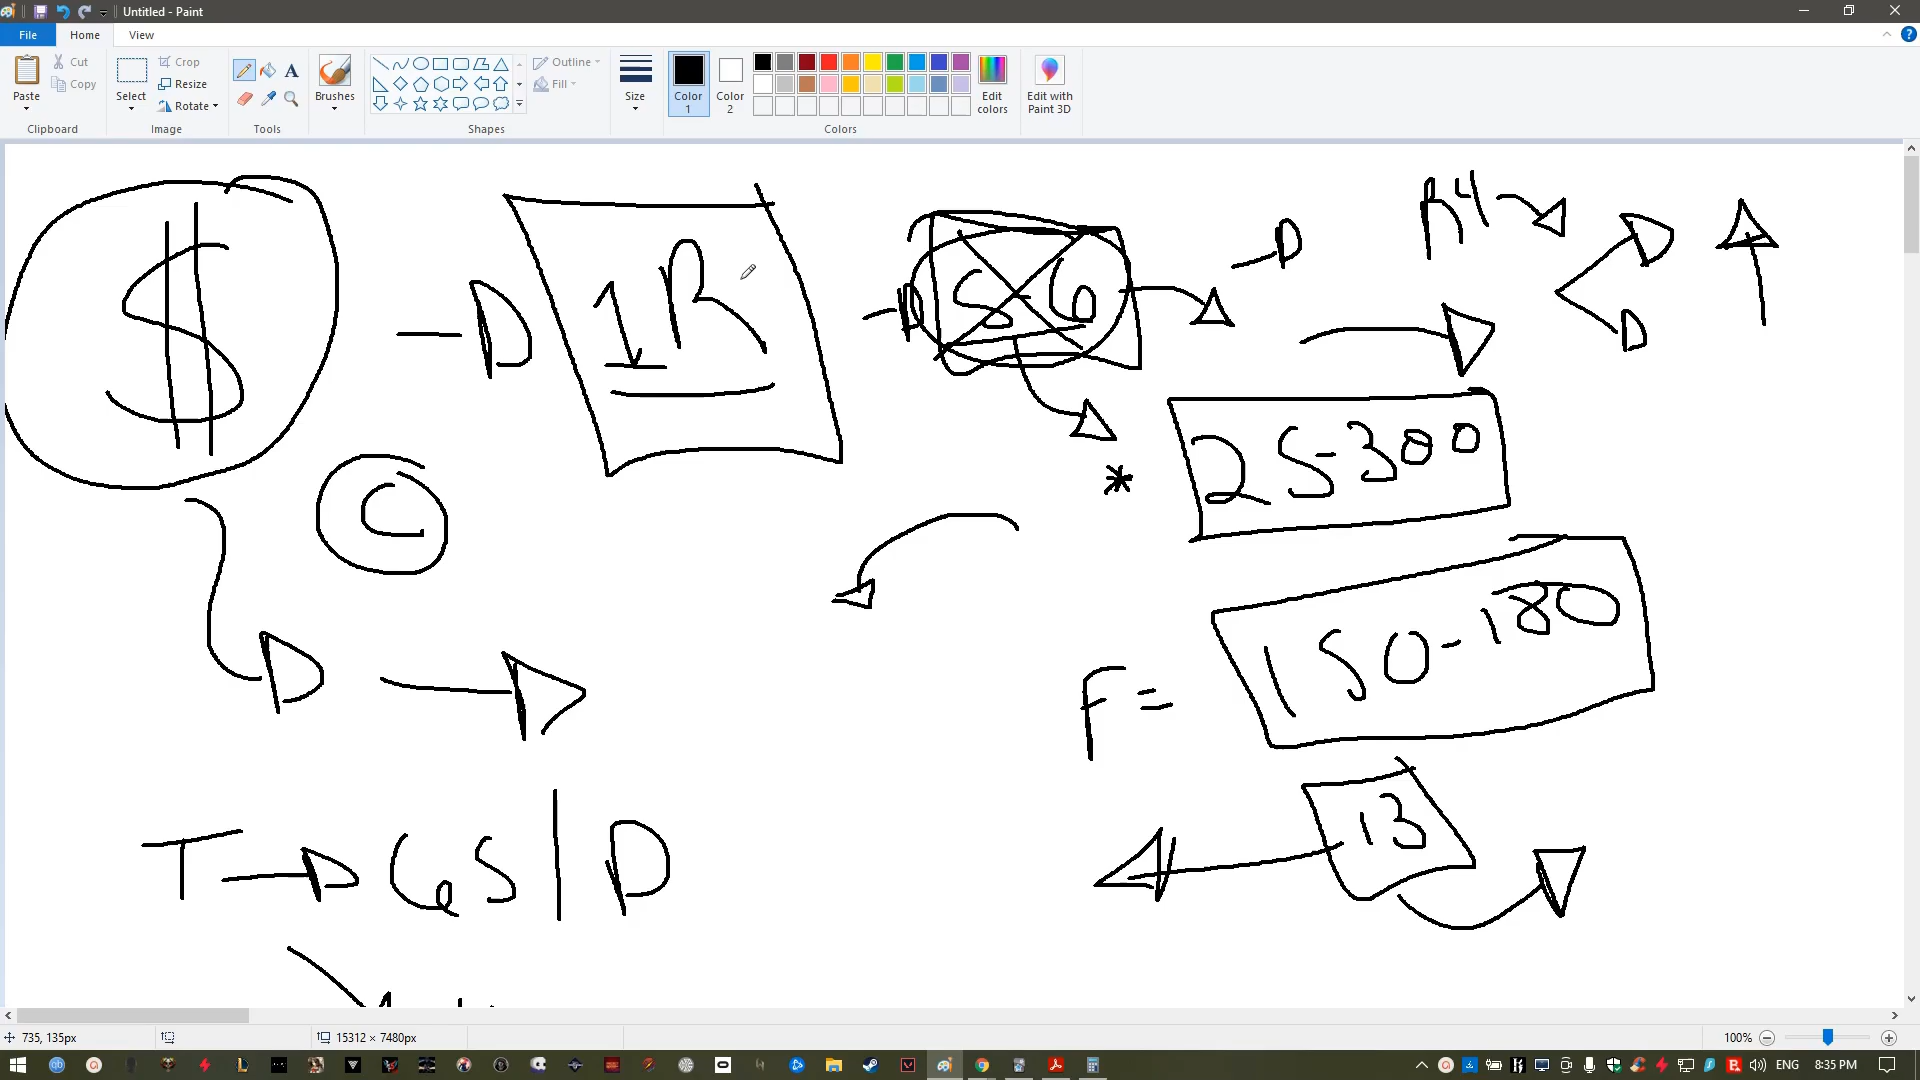 Untitled - Paint
File Home View
Paste
Cut
Copy
Clipboard
Select
Crop
Resize
Rotate
Image
Tools
Brushes
Shapes
Outline
Fill
Size
Color 1
Color 2
Edit colors
Colors
Edit with Paint 3D
$
1R
56
R4
C
25-300
F = 150-180
13
T
GS | D
735, 135px
15312 × 7480px
100%
ENG
8:35 PM